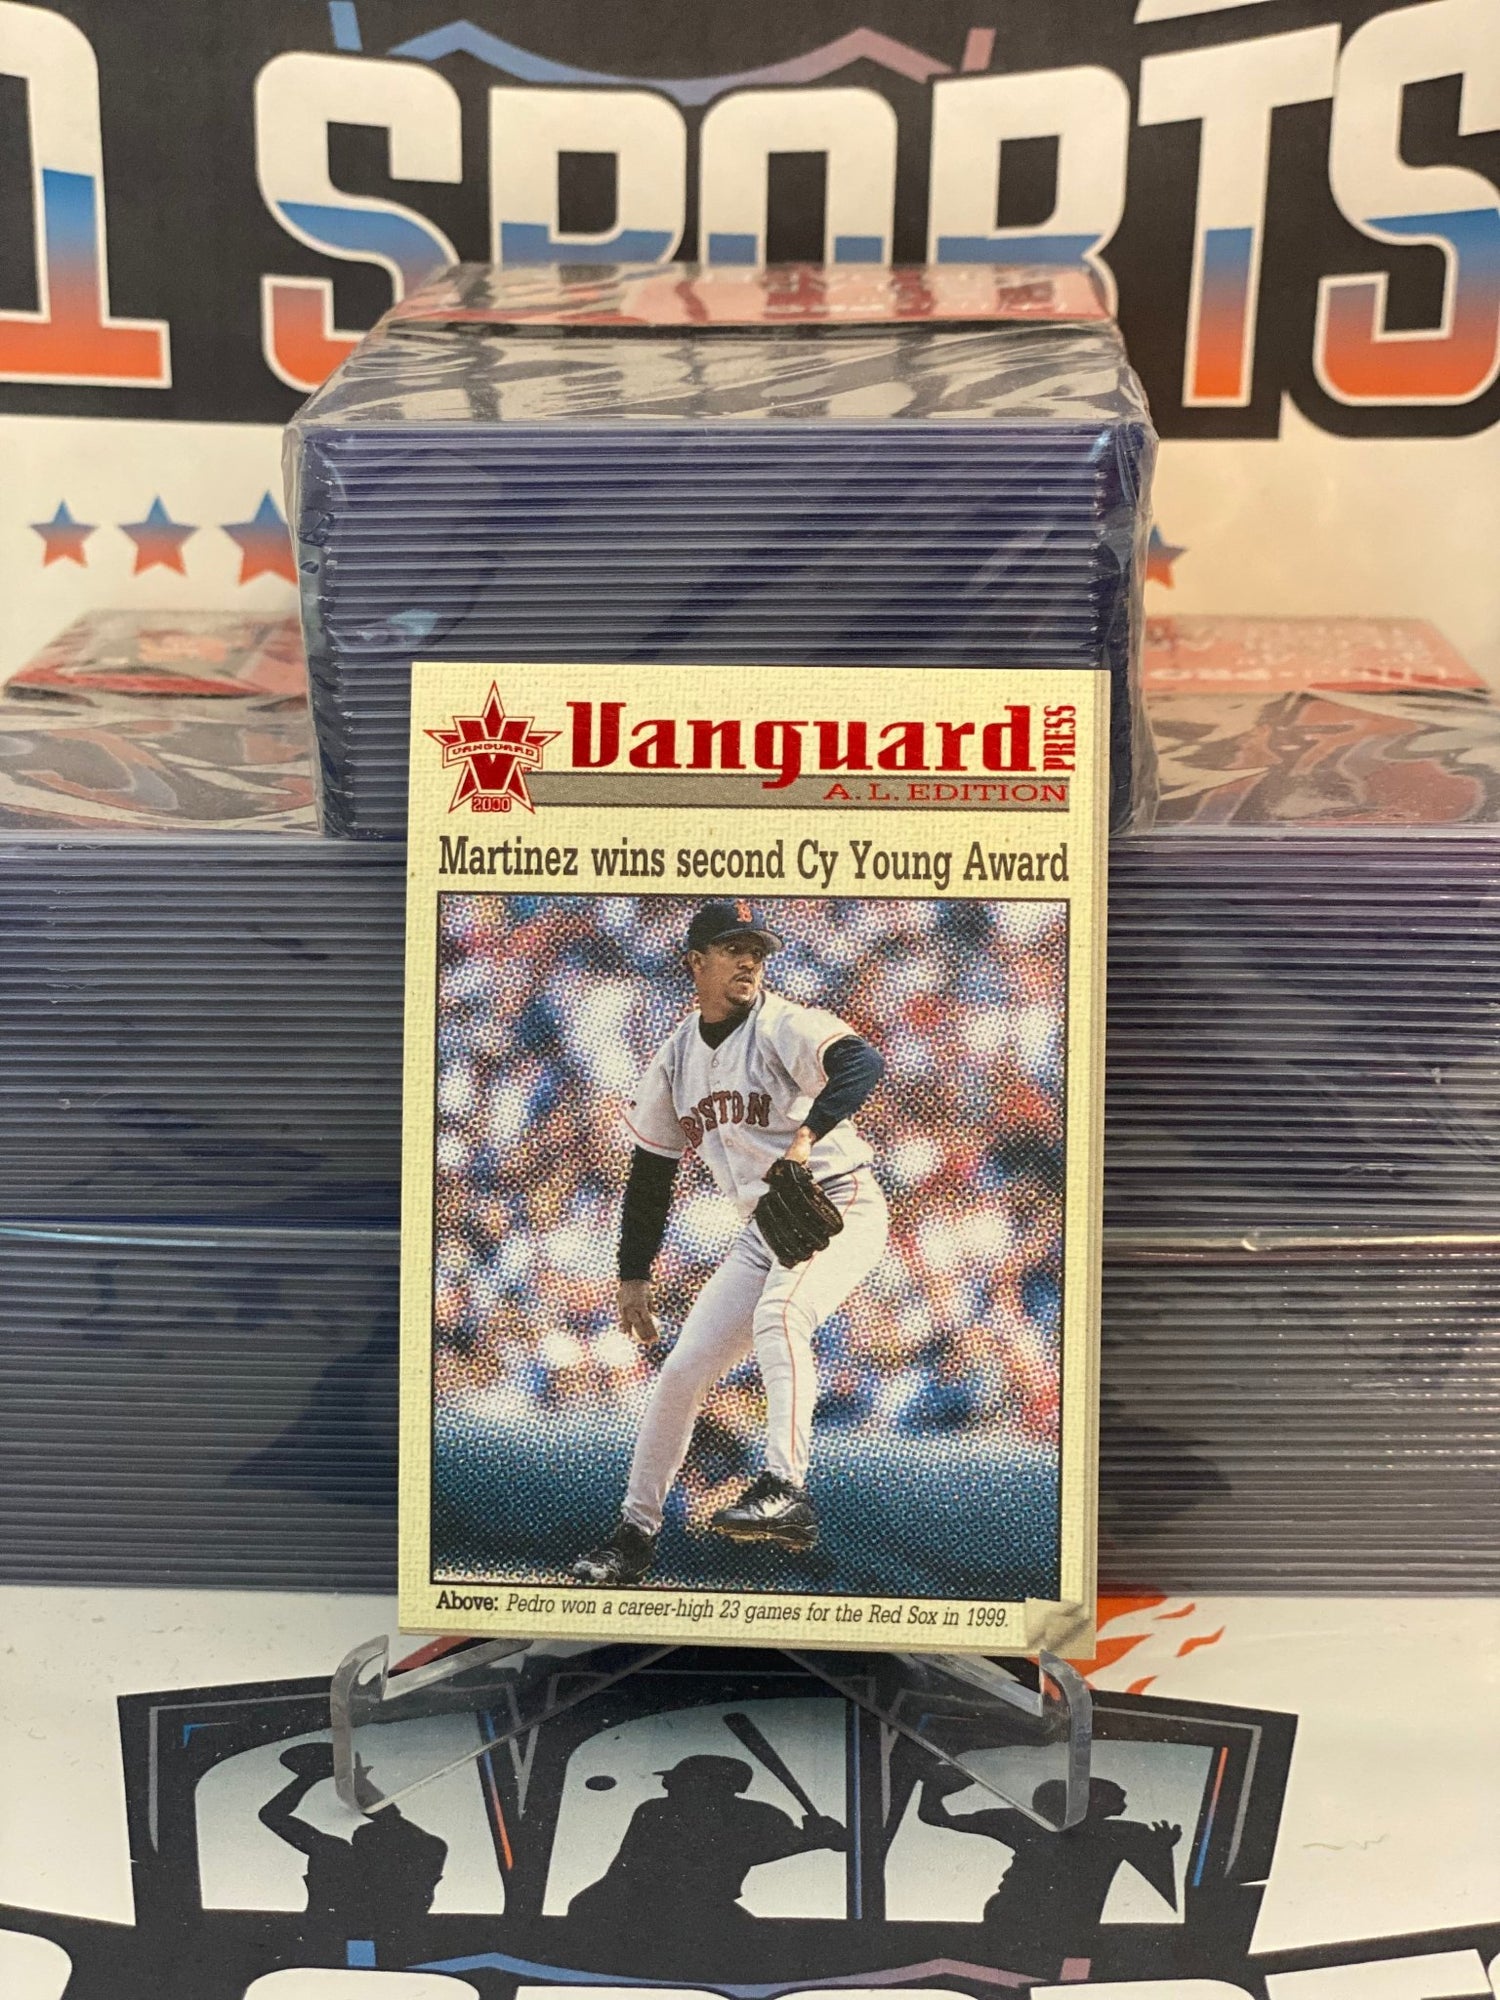 1 SPORTS
Vanguard PRESS
VANGUARD
2000
A.L. EDITION
Martinez wins second Cy Young Award
B
BOSTON
Above: Pedro won a career-high 23 games for the Red Sox in 1999.